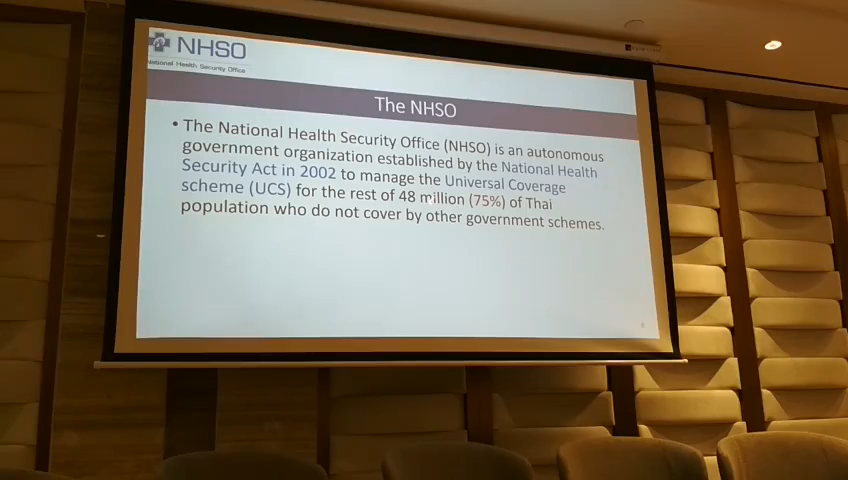 NHSO
National Health Security Office
The NHSO
• The National Health Security Office (NHSO) is an autonomous
government organization established by the National Health
Security Act in 2002 to manage the Universal Coverage
scheme (UCS) for the rest of 48 million (75%) of Thai
population who do not cover by other government schemes.